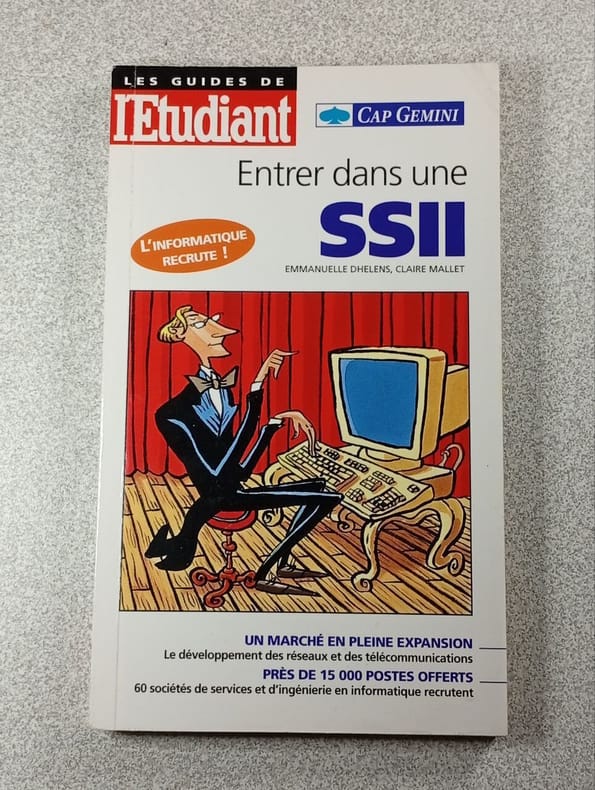 LES GUIDES DE
l'Etudiant
CAP GEMINI
Entrer dans une
SSII
EMMANUELLE DHELENS, CLAIRE MALLET
L'INFORMATIQUE
RECRUTE !
UN MARCHÉ EN PLEINE EXPANSION
Le développement des réseaux et des télécommunications
PRÈS DE 15 000 POSTES OFFERTS
60 sociétés de services et d'ingénierie en informatique recrutent